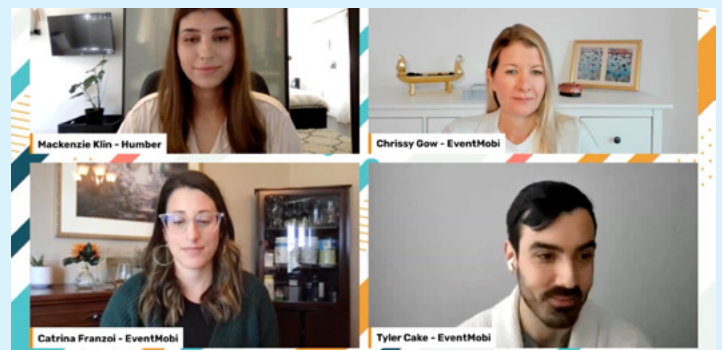 Mackenzie Klin - Humber
Chrissy Gow - EventMobi
Catrina Franzoi - EventMobi
Tyler Cake - EventMobi